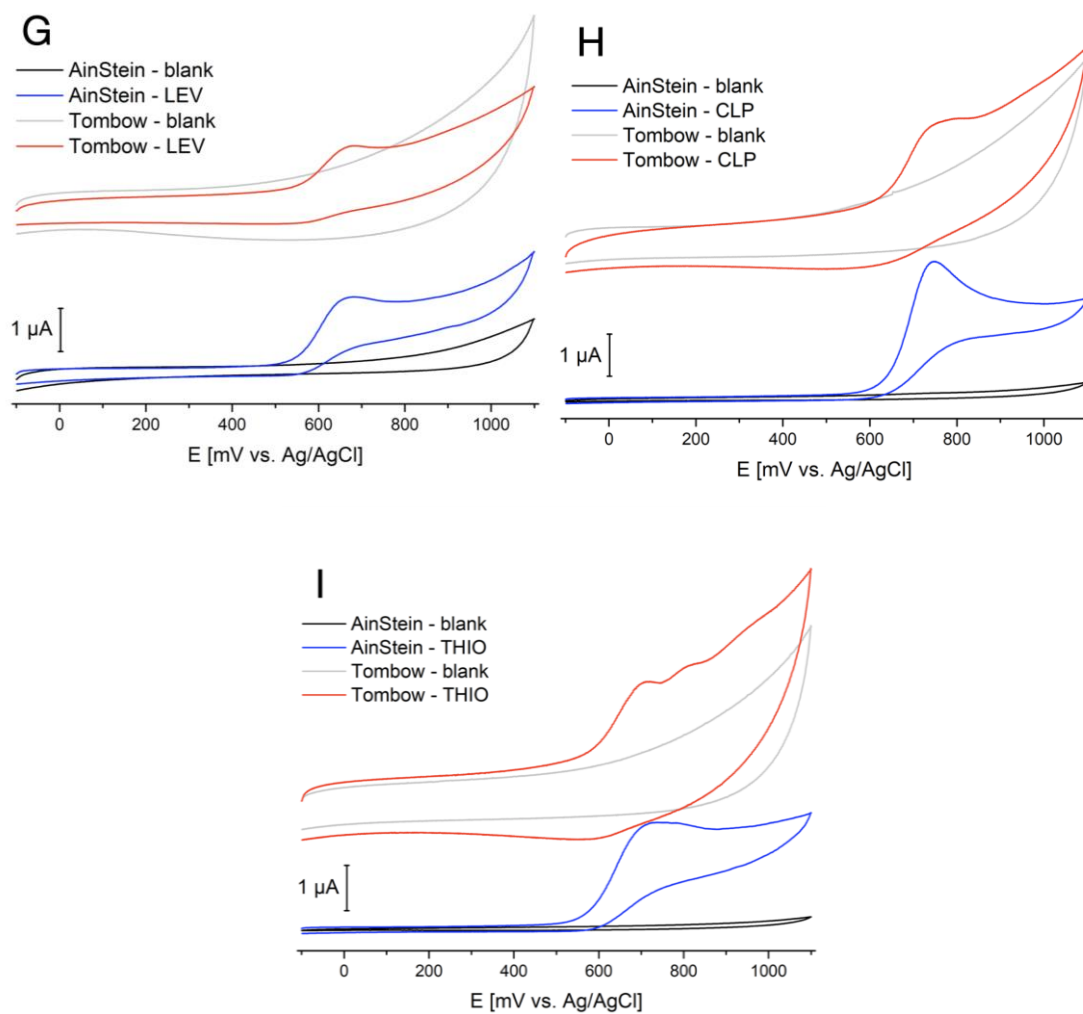 G
AinStein - blank
AinStein - LEV
Tombow - blank
Tombow - LEV
1 µA
0 200 400 600 800 1000
E [mV vs. Ag/AgCl]
H
AinStein - blank
AinStein - CLP
Tombow - blank
Tombow - CLP
1 µA
0 200 400 600 800 1000
E [mV vs. Ag/AgCl]
I
AinStein - blank
AinStein - THIO
Tombow - blank
Tombow - THIO
1 µA
0 200 400 600 800 1000
E [mV vs. Ag/AgCl]